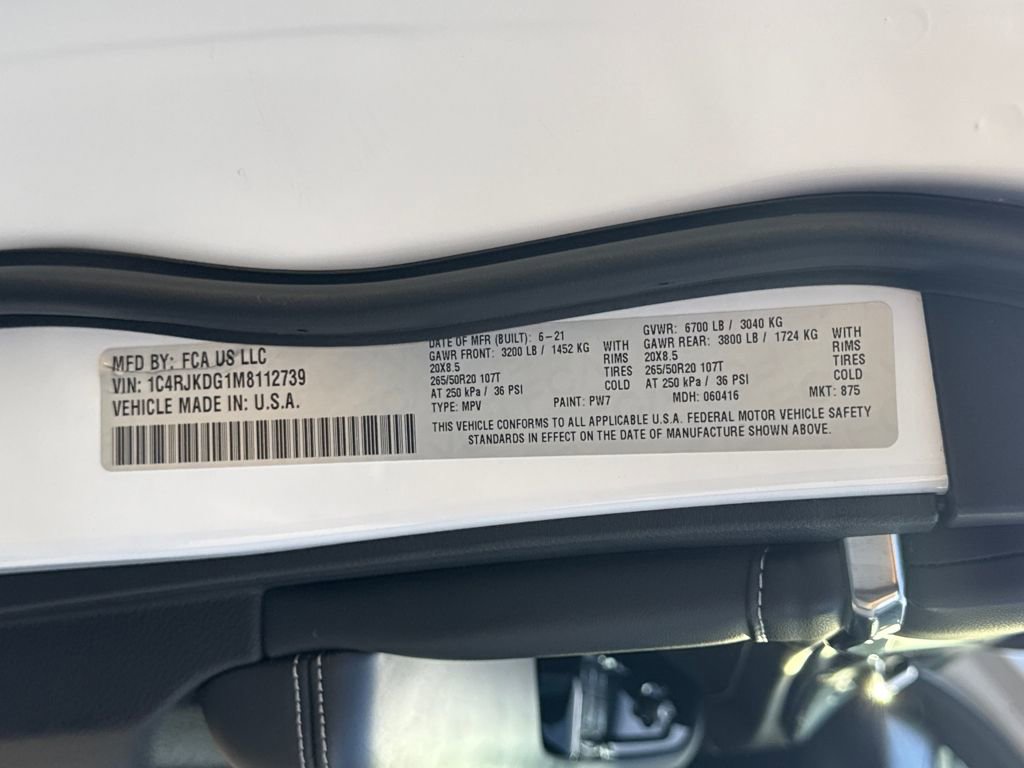 MFD BY: FCA US LLC
VIN: 1C4RJKDG1M8112739
VEHICLE MADE IN: U.S.A.
DATE OF MFR (BUILT): 6-21
GAWR FRONT: 3200 LB / 1452 KG
20X8.5
265/50R20 107T
AT 250 kPa / 36 PSI
TYPE: MPV
WITH
RIMS
TIRES
COLD
PAINT: PW7
GVWR: 6700 LB / 3040 KG
GAWR REAR: 3800 LB / 1724 KG
20X8.5
265/50R20 107T
AT 250 kPa / 36 PSI
MDH: 060416
WITH
RIMS
TIRES
COLD
MKT: 875
THIS VEHICLE CONFORMS TO ALL APPLICABLE U.S.A. FEDERAL MOTOR VEHICLE SAFETY
STANDARDS IN EFFECT ON THE DATE OF MANUFACTURE SHOWN ABOVE.